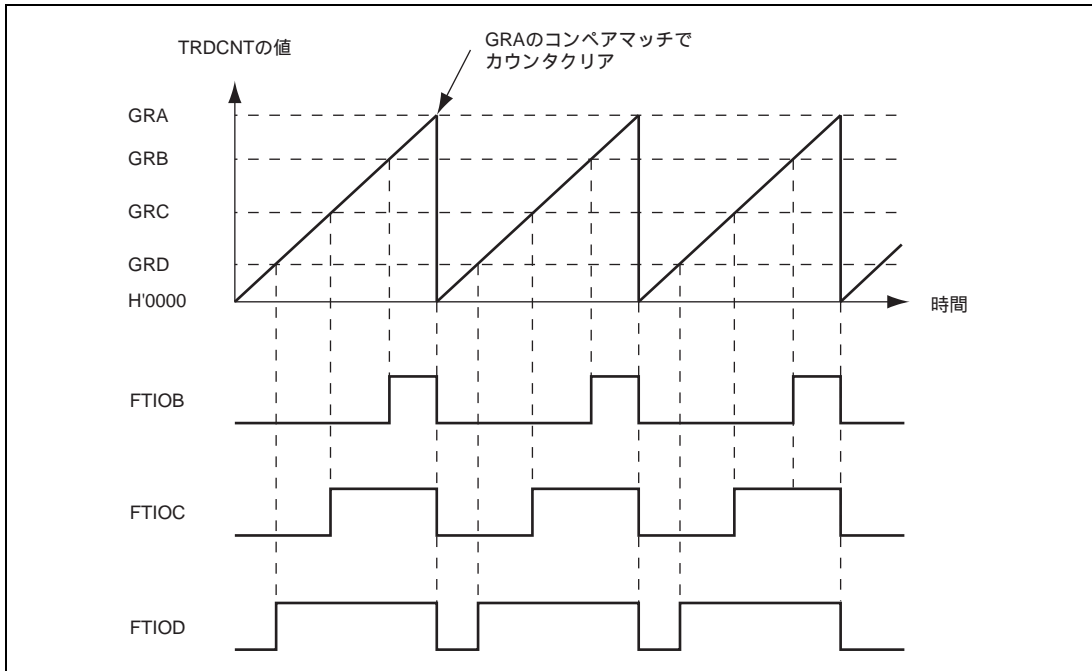 TRDCNTの値
GRAのコンペアマッチで
カウンタクリア
GRA
GRB
GRC
GRD
H'0000
時間
FTIOB
FTIOC
FTIOD